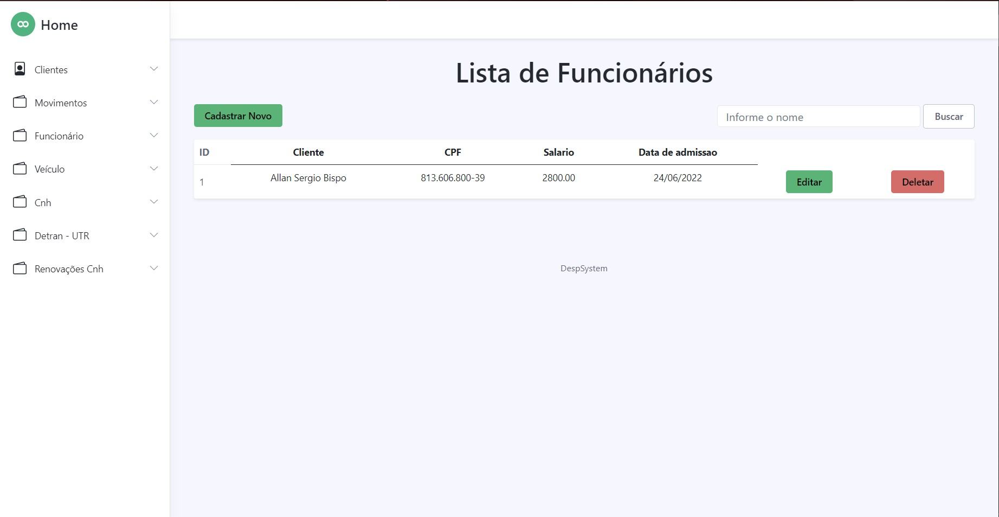 Home
Clientes
Movimentos
Funcionário
Veículo
Cnh
Detran - UTR
Renovações Cnh
Lista de Funcionários
Cadastrar Novo
Informe o nome Buscar
ID Cliente CPF Salario Data de admissao
1 Allan Sergio Bispo 813.606.800-39 2800.00 24/06/2022 Editar Deletar
DespSystem